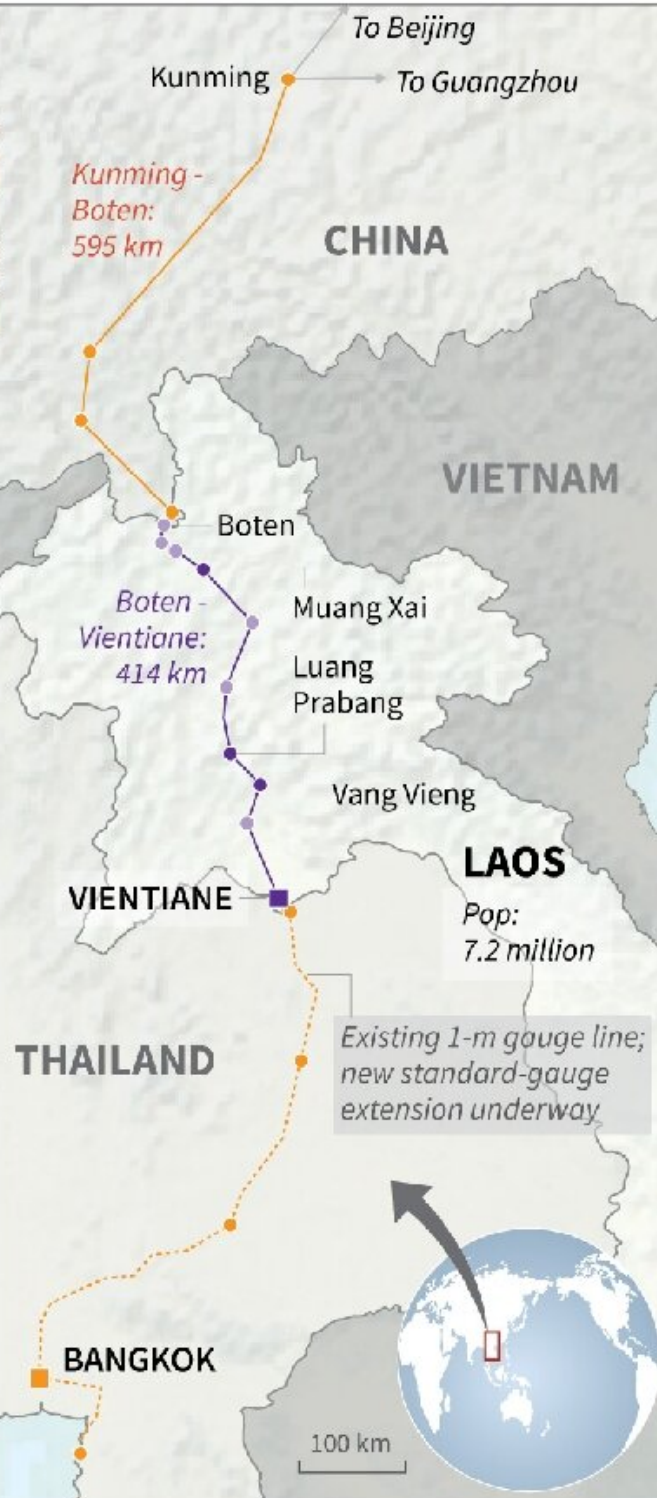 To Beijing
Kunming
To Guangzhou
Kunming -
Boten:
595 km
CHINA
VIETNAM
Boten
Boten -
Vientiane:
414 km
Muang Xai
Luang
Prabang
Vang Vieng
LAOS
Pop:
7.2 million
VIENTIANE
THAILAND
Existing 1-m gauge line;
new standard-gauge
extension underway
BANGKOK
100 km